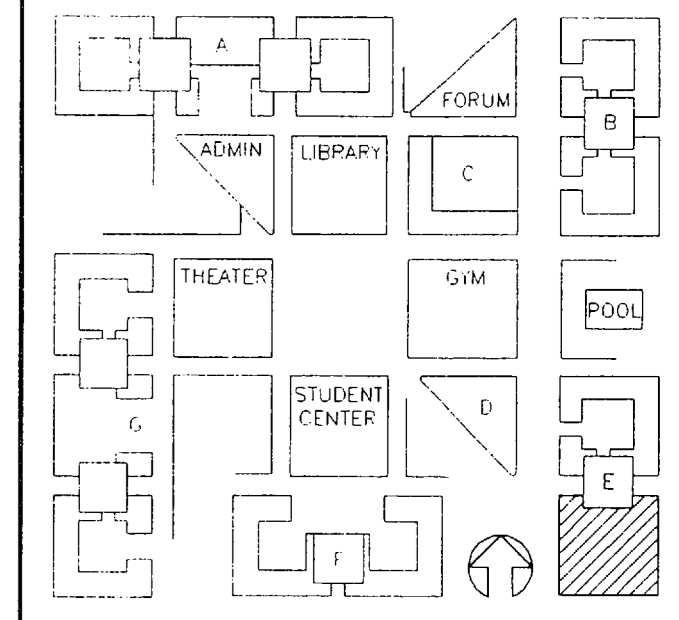 A
FORUM
B
ADMIN
LIBRARY
C
THEATER
GYM
POOL
G
STUDENT
CENTER
D
E
F